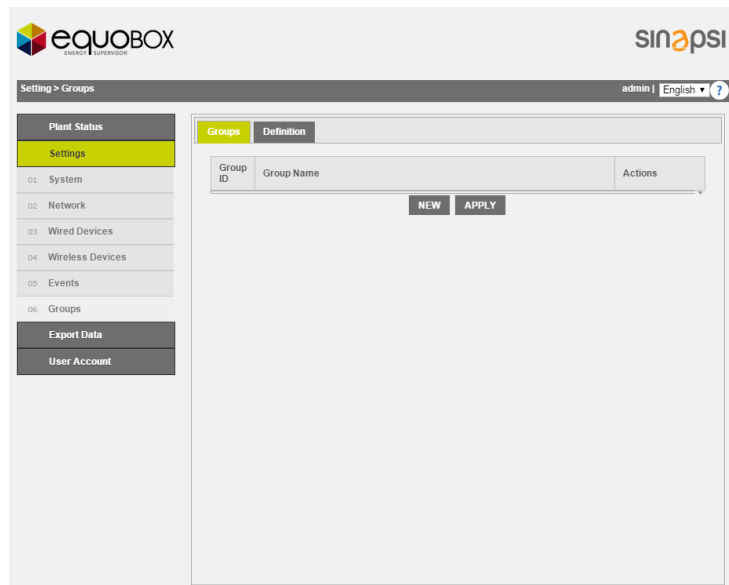 equoBOX
ENERGY SUPERVISOR
sinapsi
Setting > Groups
admin | English ?
Plant Status
Settings
01 System
02 Network
03 Wired Devices
04 Wireless Devices
05 Events
06 Groups
Export Data
User Account
Groups Definition
Group ID Group Name Actions
NEW APPLY